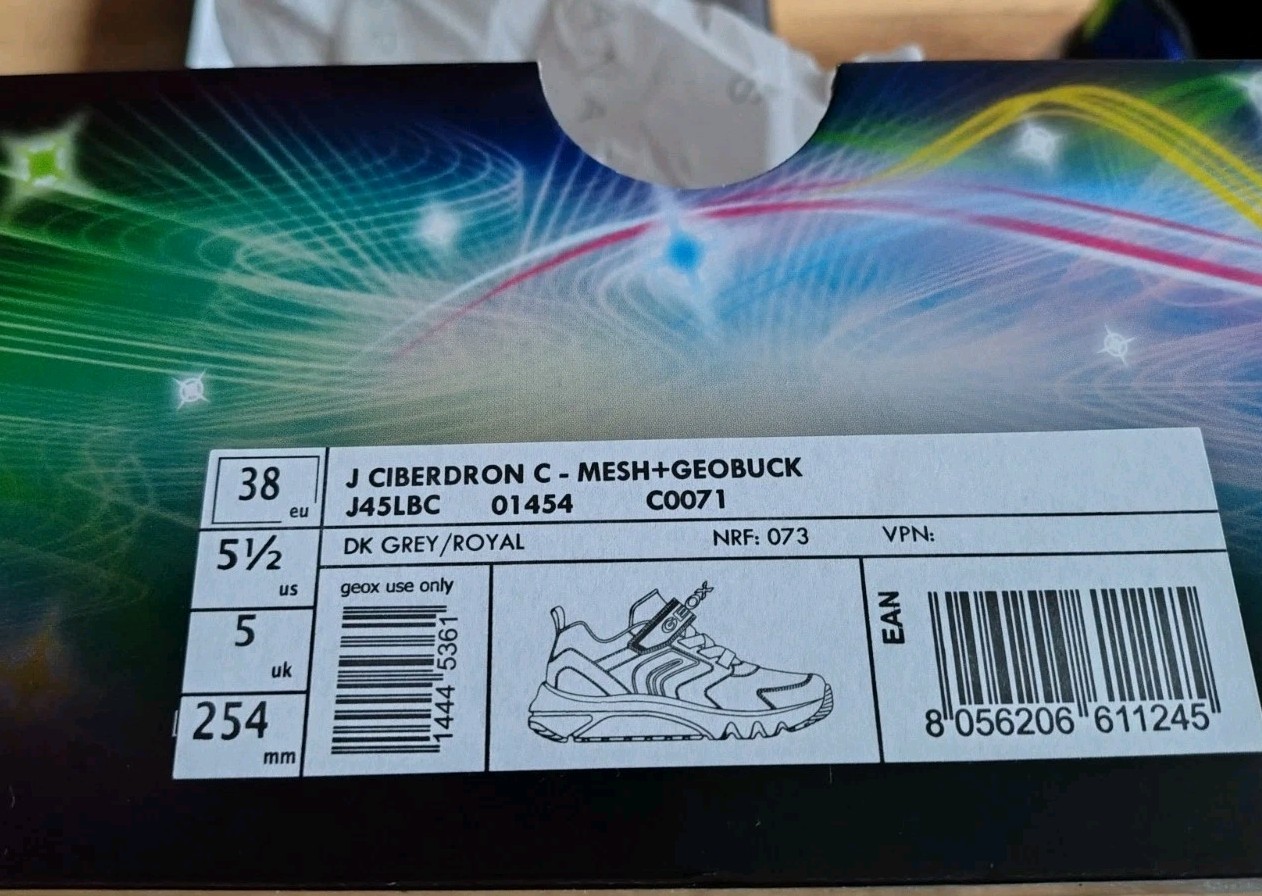 38 eu
J CIBERDRON C - MESH+GEOBUCK
J45LBC 01454 C0071
5½ us
DK GREY/ROYAL NRF: 073 VPN:
5 uk
254 mm
geox use only
1444 5361
GEOX
EAN
8 056206 611245